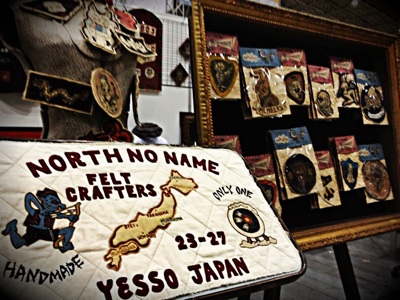 NORTH NO NAME
FELT
CRAFTERS
ONLY ONE
23-27
HANDMADE
YESSO JAPAN